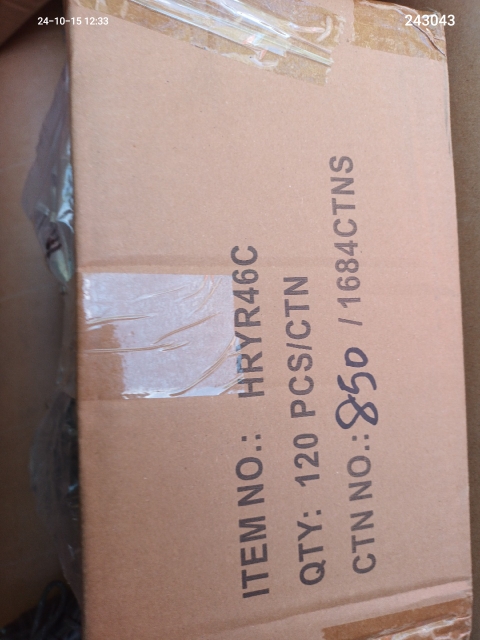 24-10-15 12:33
243043
ITEM NO.: HRYR46C
QTY: 120 PCS/CTN
CTN NO.: 850 /1684CTNS